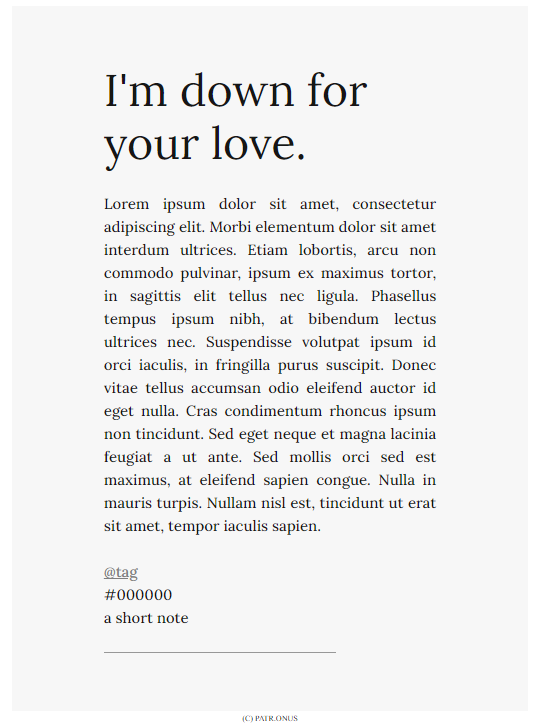 I'm down for
your love.
Lorem ipsum dolor sit amet, consectetur
adipiscing elit. Morbi elementum dolor sit amet
interdum ultrices. Etiam lobortis, arcu non
commodo pulvinar, ipsum ex maximus tortor,
in sagittis elit tellus nec ligula. Phasellus
tempus ipsum nibh, at bibendum lectus
ultrices nec. Suspendisse volutpat ipsum id
orci iaculis, in fringilla purus suscipit. Donec
vitae tellus accumsan odio eleifend auctor id
eget nulla. Cras condimentum rhoncus ipsum
non tincidunt. Sed eget neque et magna lacinia
feugiat a ut ante. Sed mollis orci sed est
maximus, at eleifend sapien congue. Nulla in
mauris turpis. Nullam nisl est, tincidunt ut erat
sit amet, tempor iaculis sapien.
@tag
#000000
a short note
(C) PATR.ONUS